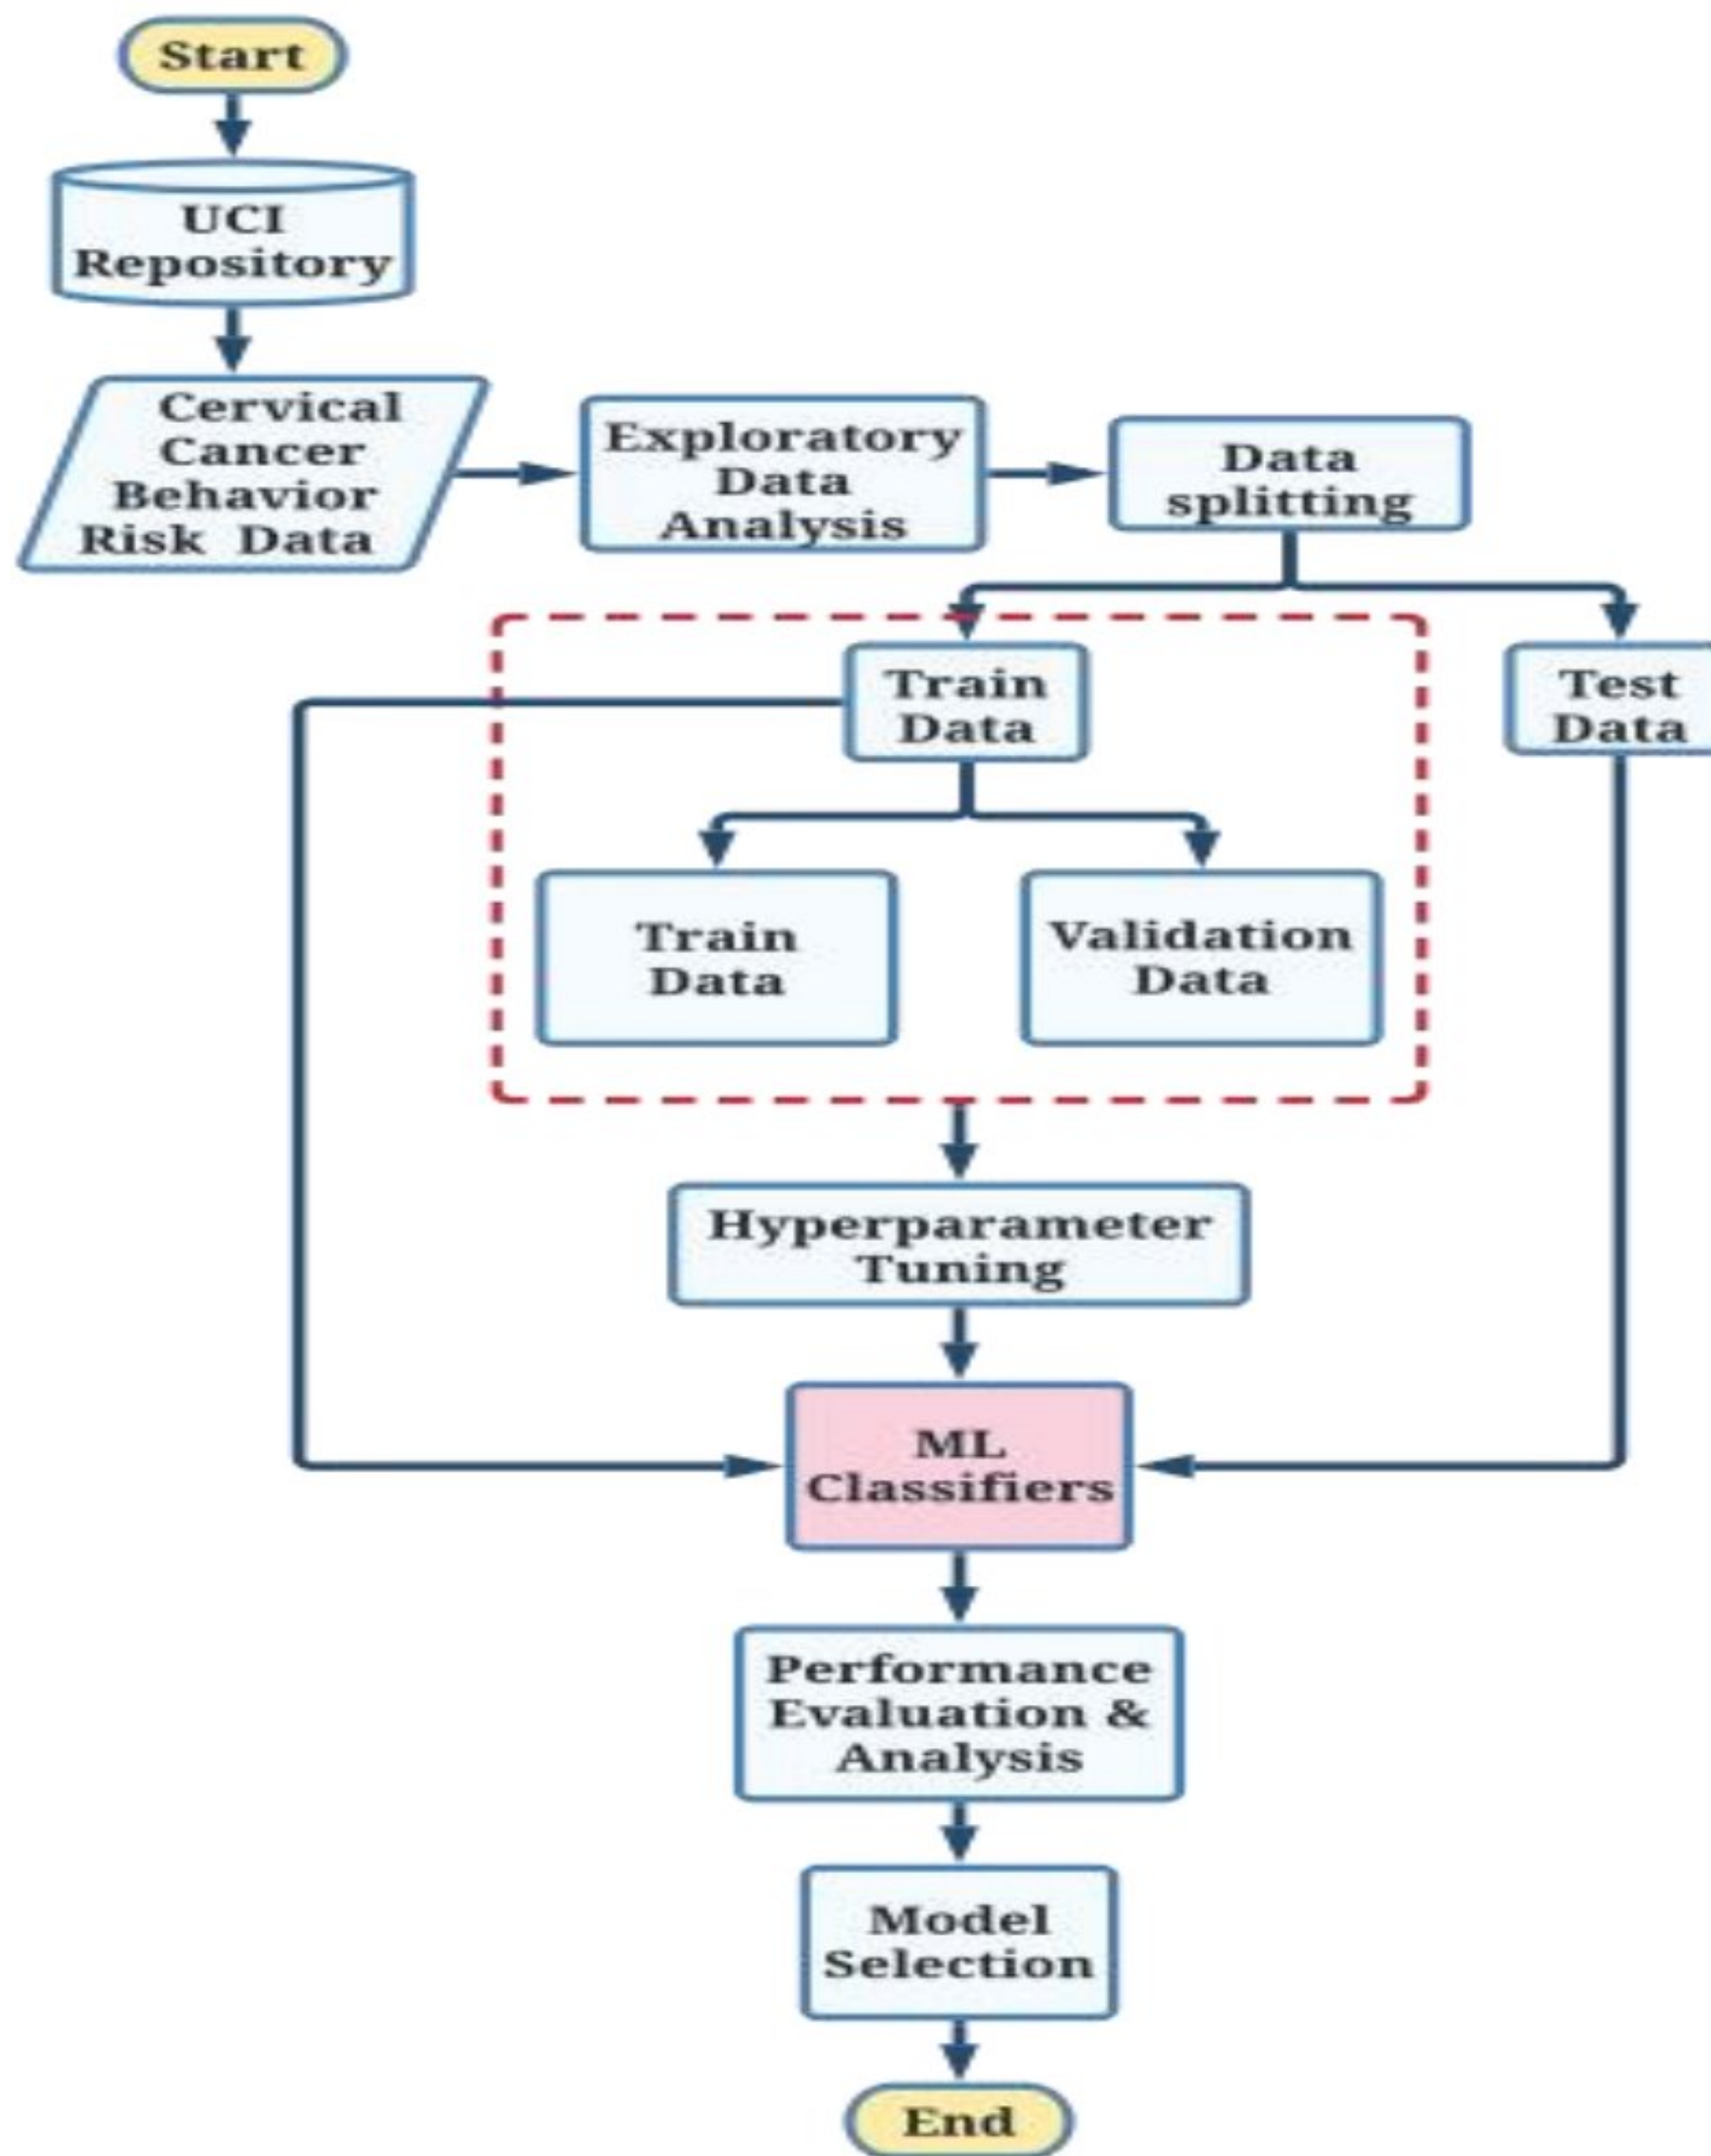 Start
UCI
Repository
Cervical
Cancer
Behavior
Risk Data
Exploratory
Data
Analysis
Data
splitting
Train
Data
Test
Data
Train
Data
Validation
Data
Hyperparameter
Tuning
ML
Classifiers
Performance
Evaluation &
Analysis
Model
Selection
End